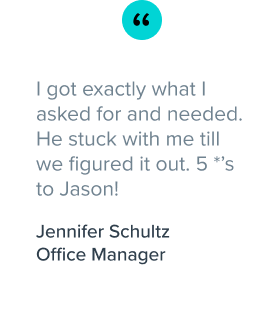 “
I got exactly what I
asked for and needed.
He stuck with me till
we figured it out. 5 *’s
to Jason!
Jennifer Schultz
Office Manager